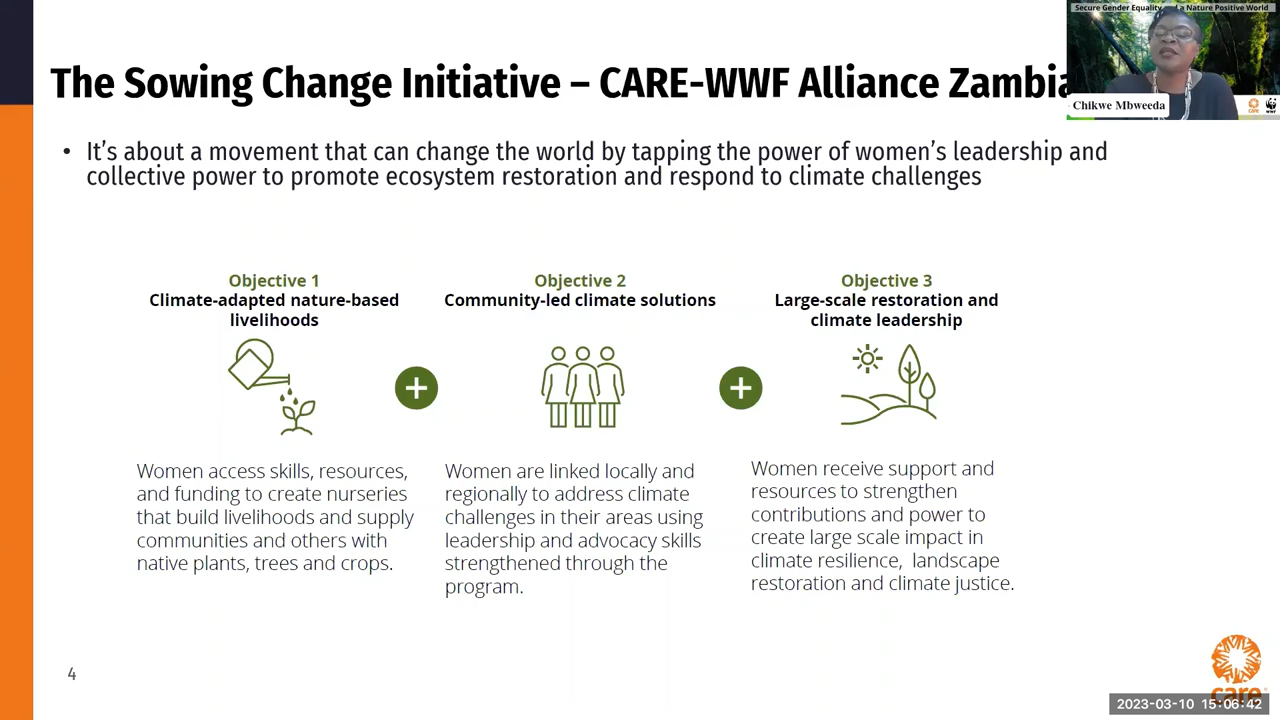 Secure Gender Equality
a Nature Positive World
The Sowing Change Initiative – CARE-WWF Alliance Zambia
Chikwe Mbweeda
care
WWF
• It's about a movement that can change the world by tapping the power of women's leadership and
collective power to promote ecosystem restoration and respond to climate challenges
Objective 1
Climate-adapted nature-based
livelihoods
Women access skills, resources,
and funding to create nurseries
that build livelihoods and supply
communities and others with
native plants, trees and crops.
Objective 2
Community-led climate solutions
Women are linked locally and
regionally to address climate
challenges in their areas using
leadership and advocacy skills
strengthened through the
program.
Objective 3
Large-scale restoration and
climate leadership
Women receive support and
resources to strengthen
contributions and power to
create large scale impact in
climate resilience, landscape
restoration and climate justice.
4
care
2023-03-10 15:06:42